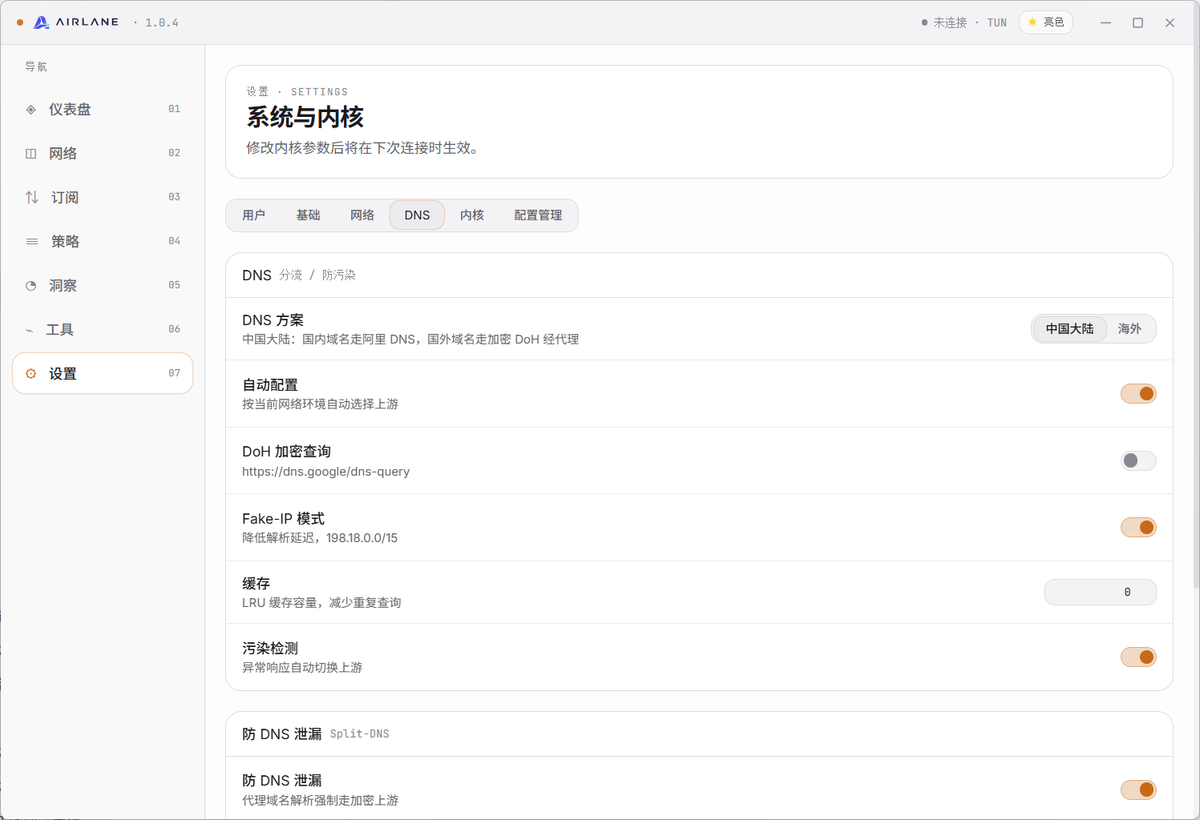 AIRLANE · 1.0.4
未连接 · TUN
亮色
导航
仪表盘 01
网络 02
订阅 03
策略 04
洞察 05
工具 06
设置 07
设置 · SETTINGS
系统与内核
修改内核参数后将在下次连接时生效。
用户 基础 网络 DNS 内核 配置管理
DNS 分流 / 防污染
DNS 方案
中国大陆：国内域名走阿里 DNS，国外域名走加密 DoH 经代理
中国大陆 海外
自动配置
按当前网络环境自动选择上游
DoH 加密查询
https://dns.google/dns-query
Fake-IP 模式
降低解析延迟，198.18.0.0/15
缓存
LRU 缓存容量，减少重复查询
0
污染检测
异常响应自动切换上游
防 DNS 泄漏 Split-DNS
防 DNS 泄漏
代理域名解析强制走加密上游